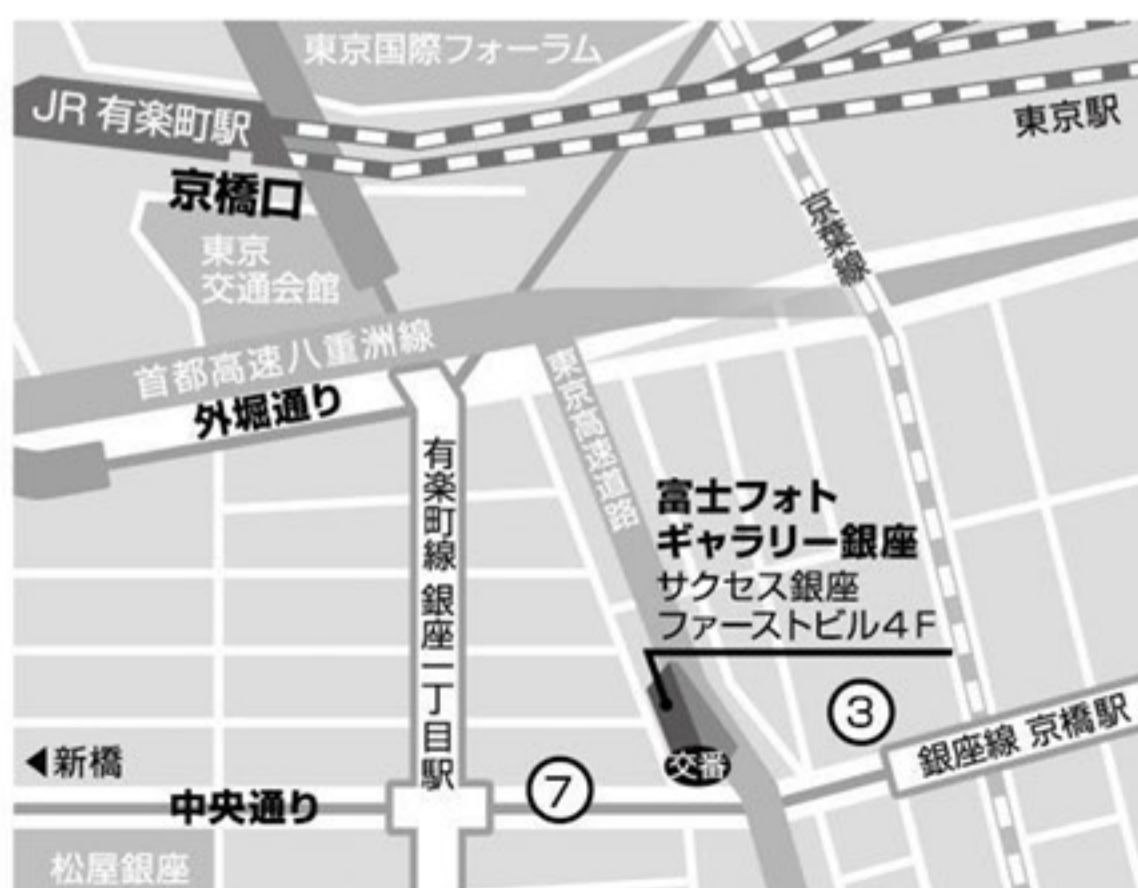 東京国際フォーラム
JR 有楽町駅
東京駅
京橋口
京葉線
東京
交通会館
首都高速八重洲線
外堀通り
東京高速道路
有楽町線 銀座一丁目駅
富士フォト
ギャラリー銀座
サクセス銀座
ファーストビル4F
③
銀座線 京橋駅
◀新橋
交番
⑦
中央通り
松屋銀座